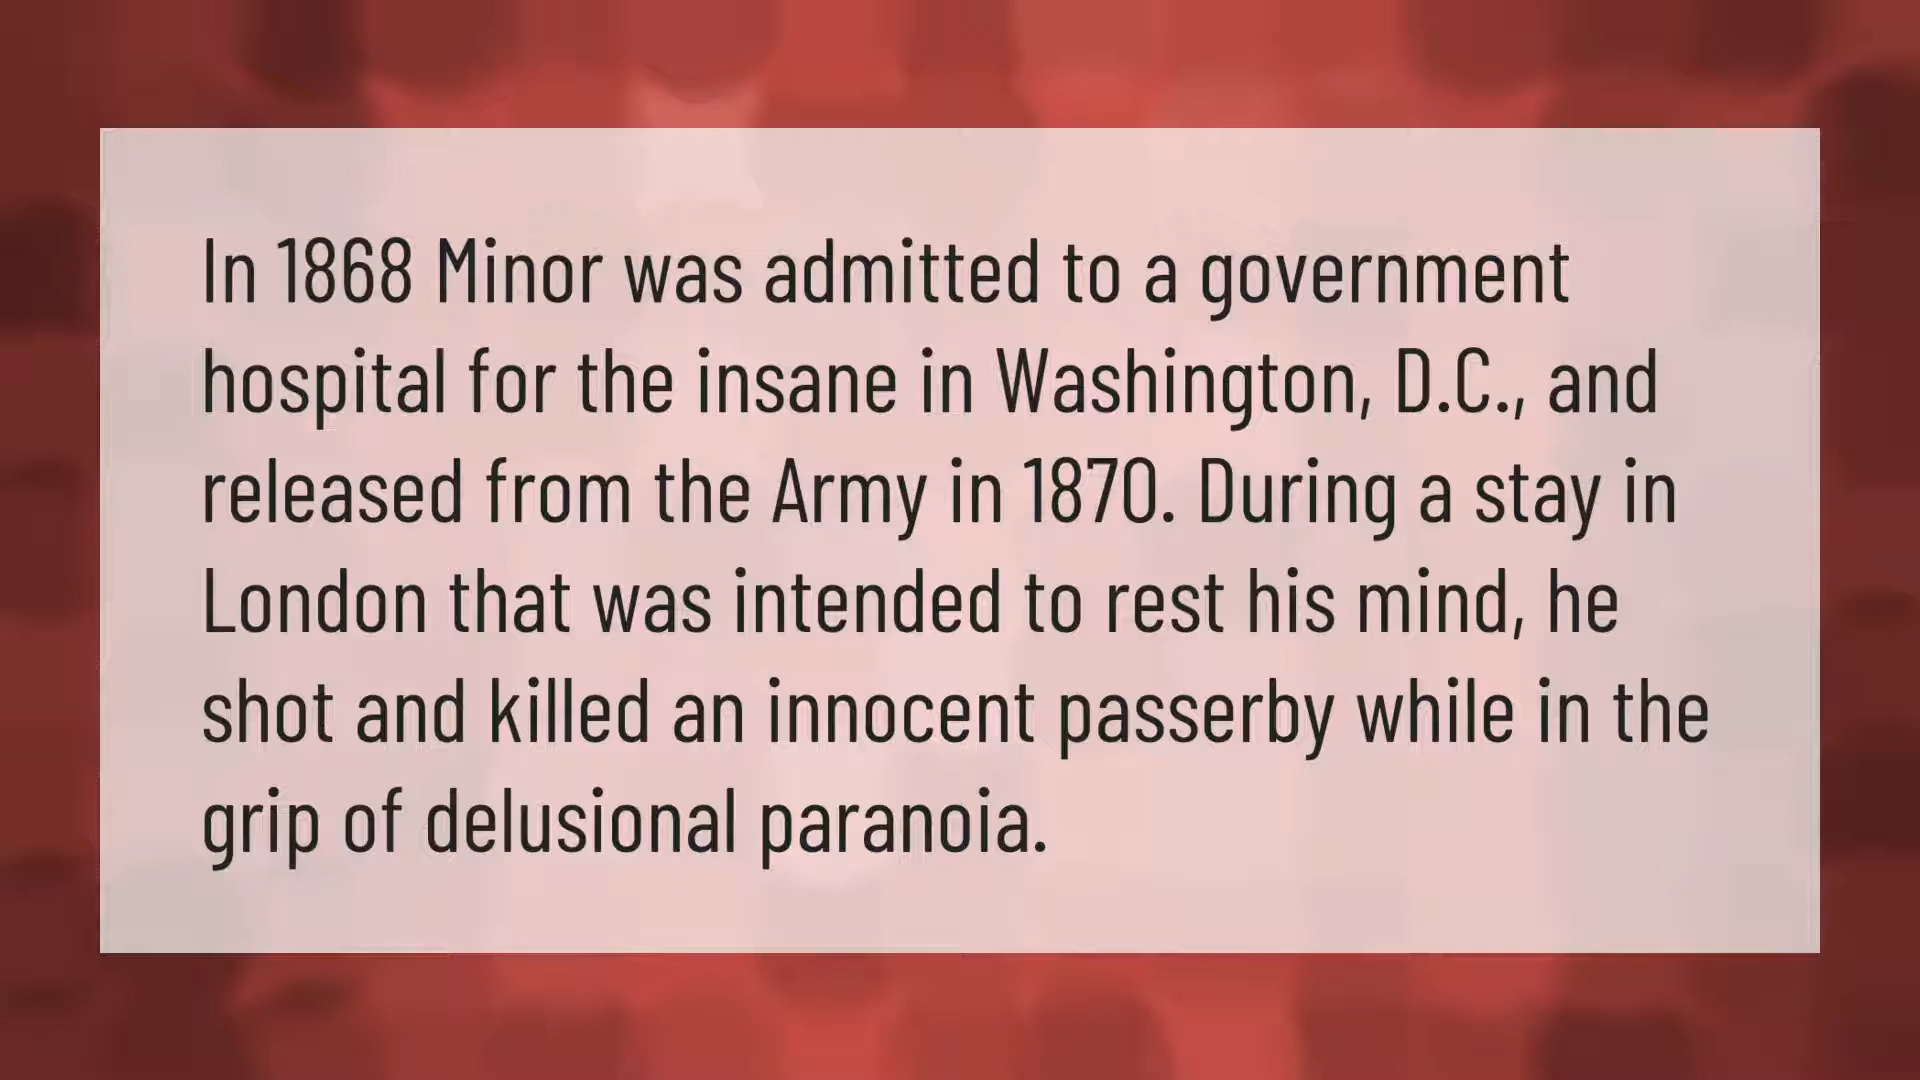 In 1868 Minor was admitted to a government
hospital for the insane in Washington, D.C., and
released from the Army in 1870. During a stay in
London that was intended to rest his mind, he
shot and killed an innocent passerby while in the
grip of delusional paranoia.